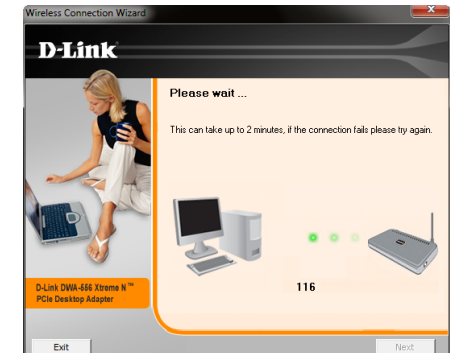 Wireless Connection Wizard
D-Link
Please wait ...
This can take up to 2 minutes, if the connection fails please try again.
116
D-Link DWA-556 Xtreme N™
PCIe Desktop Adapter
Exit
Next